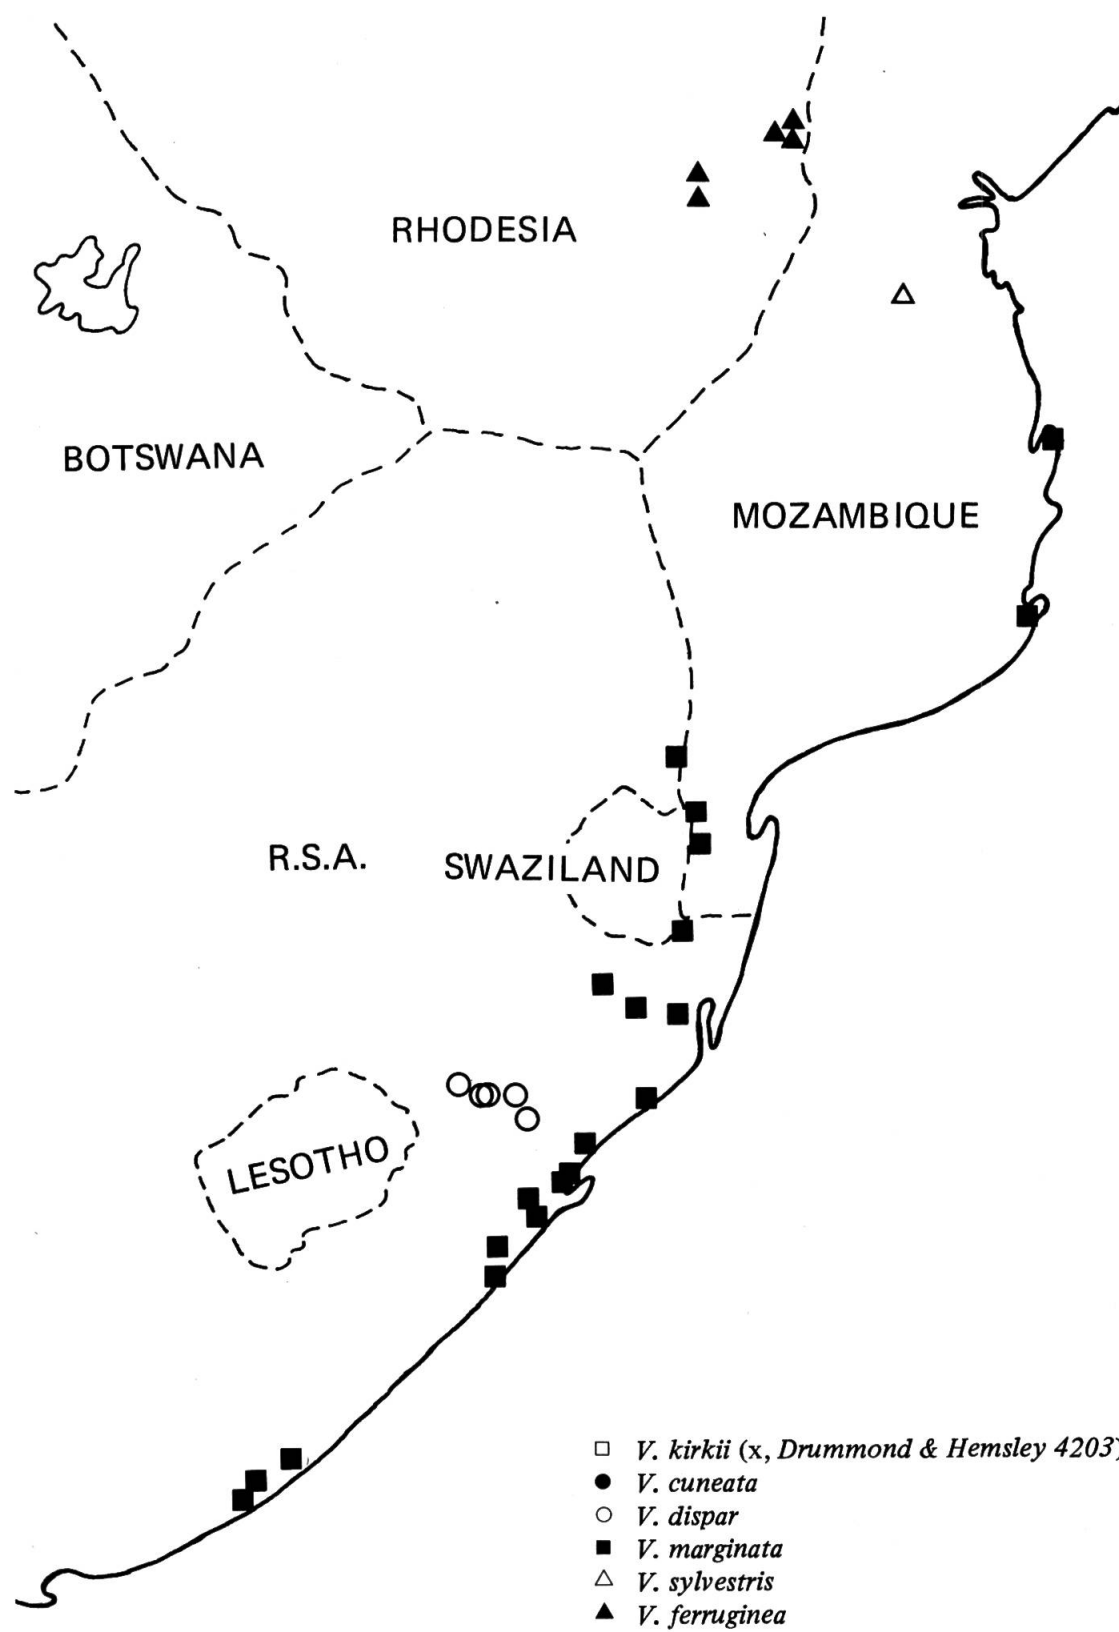 RHODESIA
BOTSWANA
MOZAMBIQUE
R.S.A.
SWAZILAND
LESOTHO
V. kirkii (x, Drummond & Hemsley 4203)
V. cuneata
V. dispar
V. marginata
V. sylvestris
V. ferruginea